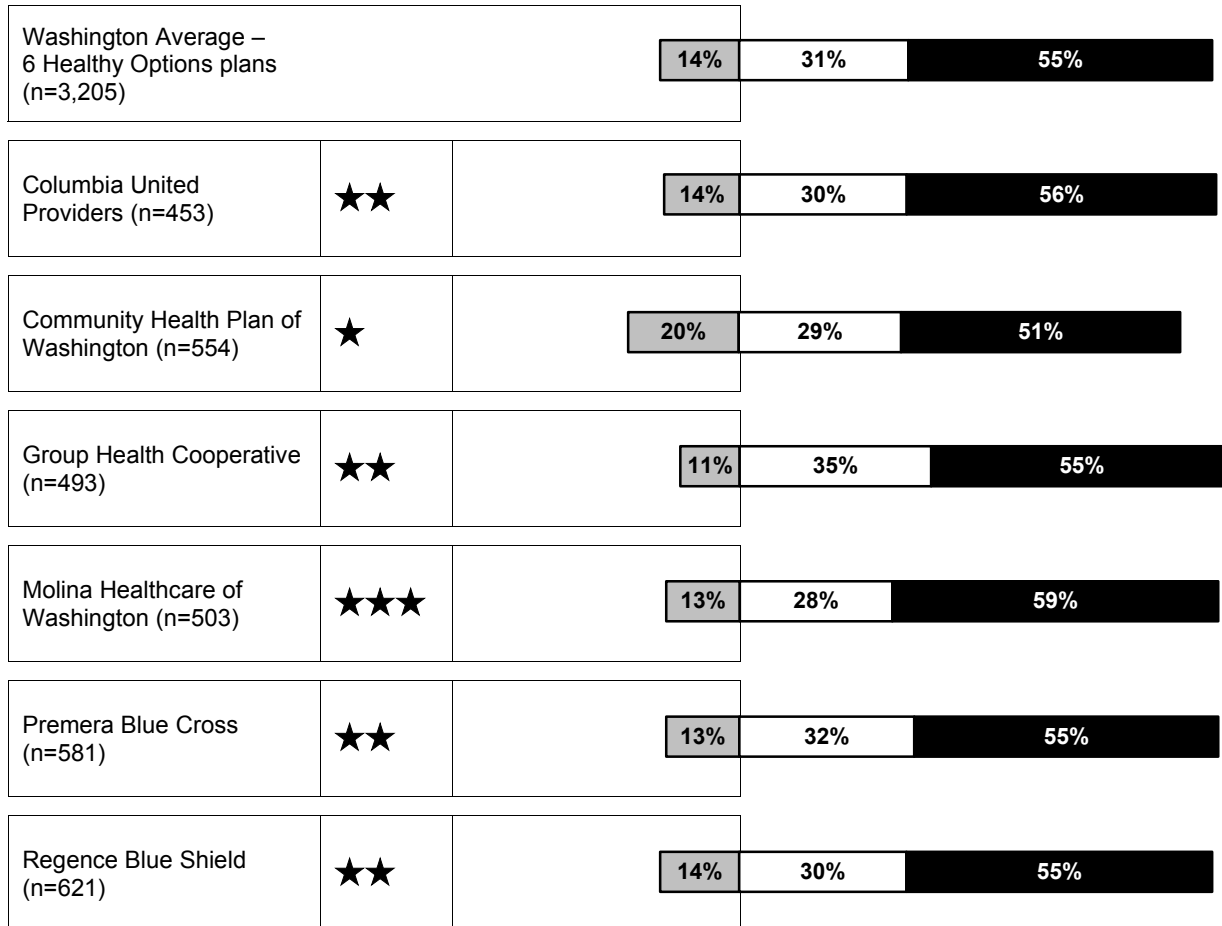 Washington Average –
6 Healthy Options plans
(n=3,205)
14% 31% 55%
Columbia United
Providers (n=453)
★★
14% 30% 56%
Community Health Plan of
Washington (n=554)
★
20% 29% 51%
Group Health Cooperative
(n=493)
★★
11% 35% 55%
Molina Healthcare of
Washington (n=503)
★★★
13% 28% 59%
Premera Blue Cross
(n=581)
★★
13% 32% 55%
Regence Blue Shield
(n=621)
★★
14% 30% 55%